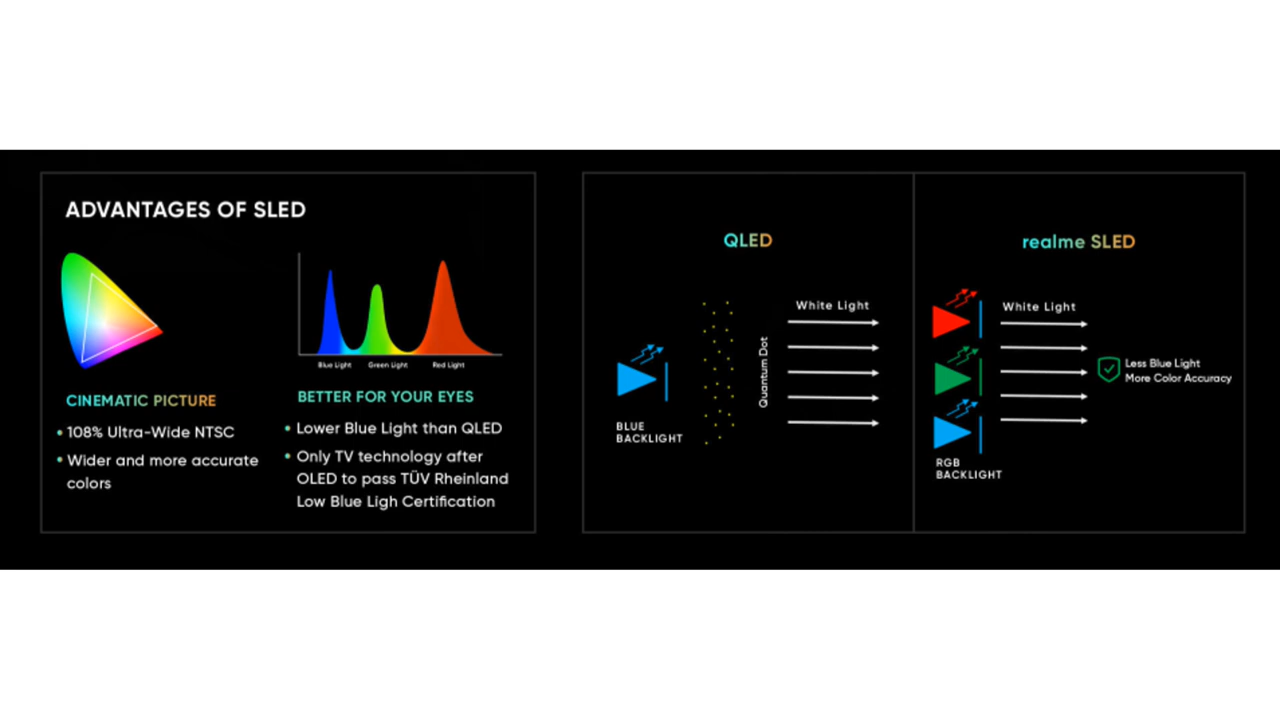 ADVANTAGES OF SLED
Blue Light
Green Light
Red Light
CINEMATIC PICTURE
• 108% Ultra-Wide NTSC
• Wider and more accurate
colors
BETTER FOR YOUR EYES
• Lower Blue Light than QLED
• Only TV technology after
OLED to pass TÜV Rheinland
Low Blue Ligh Certification
QLED
BLUE
BACKLIGHT
Quantum Dot
White Light
realme SLED
RGB
BACKLIGHT
White Light
Less Blue Light
More Color Accuracy